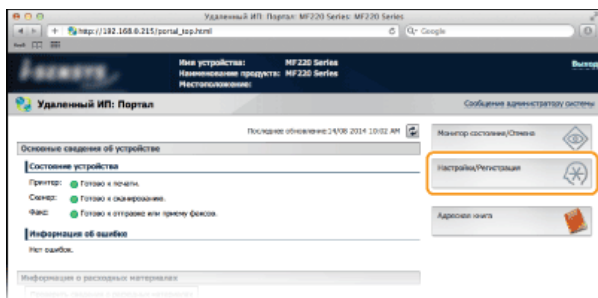 Удаленный ИП: Портал: MF220 Series: MF220 Series
http://192.168.0.215/portal_top.html
Google
i-SENSYS
Имя устройства: MF220 Series
Наименование продукта: MF220 Series
Местоположение:
Выход
Удаленный ИП: Портал
Сообщение администратору системы
Последнее обновление:14/08 2014 10:02 AM
Основные сведения об устройстве
Состояние устройства
Принтер: Готово к печати.
Сканер: Готово к сканированию.
Факс: Готово к отправке или приему факсов.
Информация об ошибке
Нет ошибок.
Информация о расходных материалах
Монитор состояния/Отмена
Настройки/Регистрация
Адресная книга